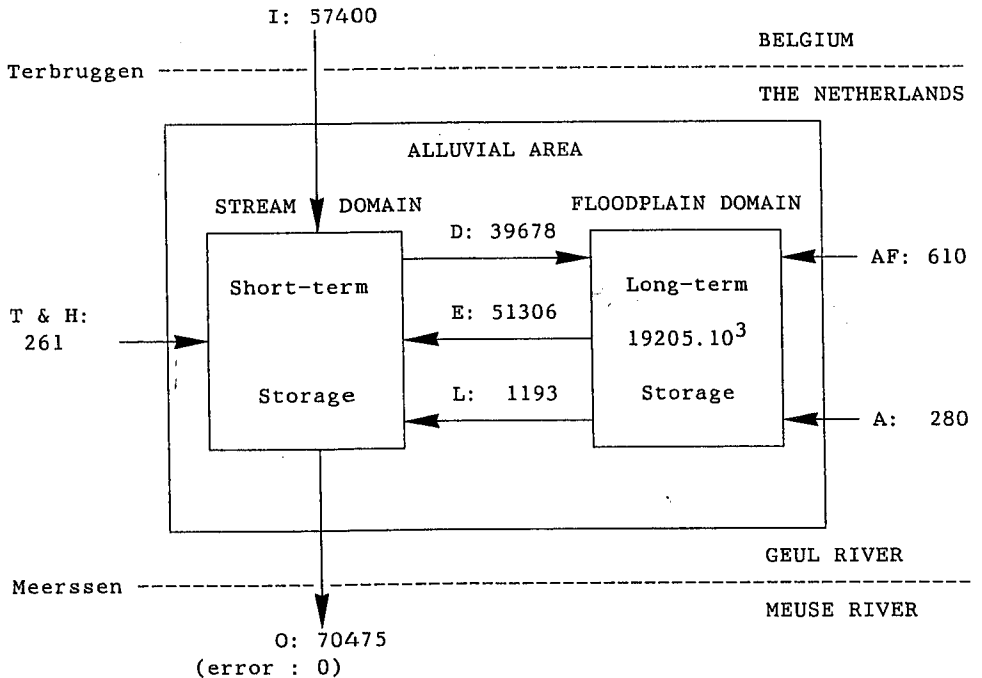 I: 57400
BELGIUM
Terbruggen
THE NETHERLANDS
ALLUVIAL AREA
STREAM DOMAIN
FLOODPLAIN DOMAIN
D: 39678
AF: 610
Short-term
Long-term
E: 51306
T & H:
261
19205.10³
Storage
L: 1193
Storage
A: 280
GEUL RIVER
Meerssen
MEUSE RIVER
O: 70475
(error : 0)